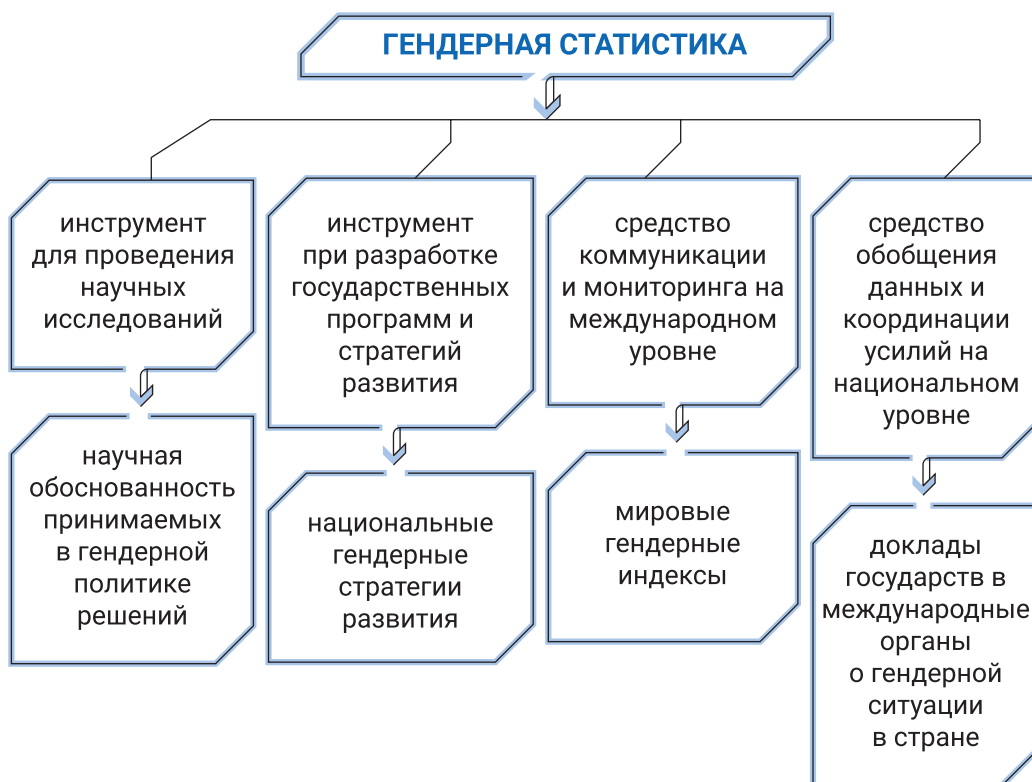 ГЕНДЕРНАЯ СТАТИСТИКА
инструмент
для проведения
научных
исследований
инструмент
при разработке
государственных
программ и
стратегий
развития
средство
коммуникации
и мониторинга на
международном
уровне
средство
обобщения
данных и
координации
усилий на
национальном
уровне
научная
обоснованность
принимаемых
в гендерной
политике
решений
национальные
гендерные
стратегии
развития
мировые
гендерные
индексы
доклады
государств в
международные
органы
о гендерной
ситуации
в стране